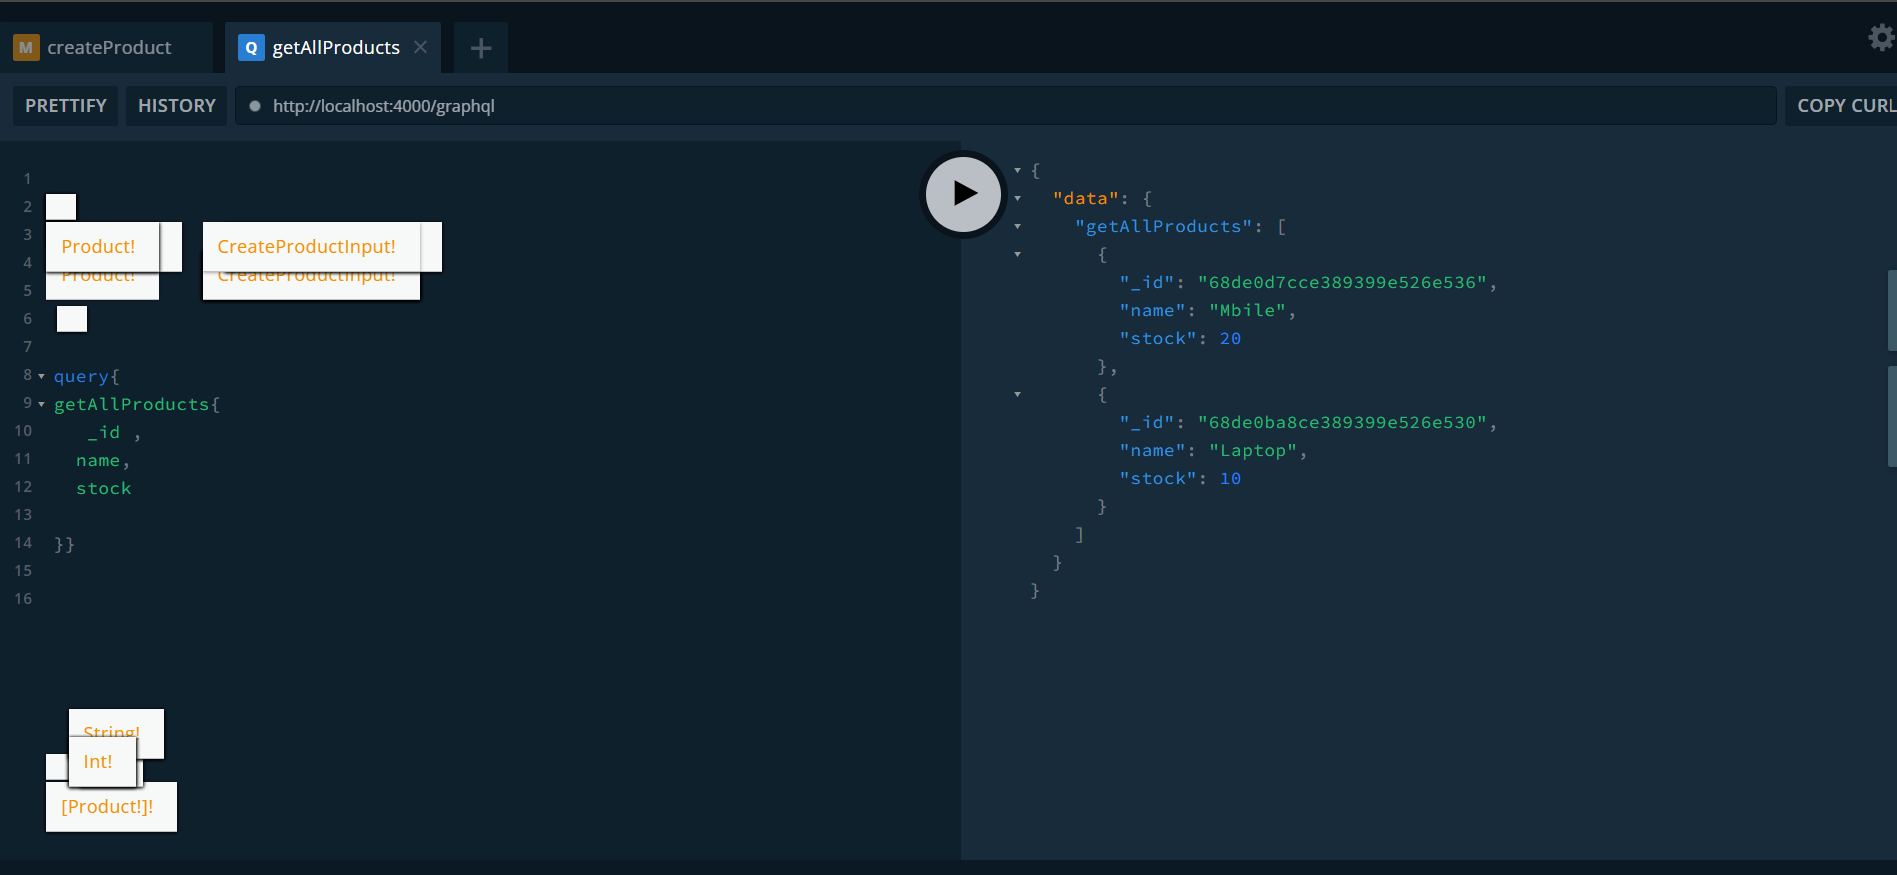 M createProduct
Q getAllProducts
PRETTIFY HISTORY http://localhost:4000/graphql COPY CURL
1
2
3
4
5
6
7
8 query{
9 getAllProducts{
10 _id ,
11 name,
12 stock
13
14 }}
15
16
Product! CreateProductInput!
Product! CreateProductInput!
String!
Int!
[Product!]!
{
"data": {
"getAllProducts": [
{
"_id": "68de0d7cce389399e526e536",
"name": "Mbile",
"stock": 20
},
{
"_id": "68de0ba8ce389399e526e530",
"name": "Laptop",
"stock": 10
}
]
}
}